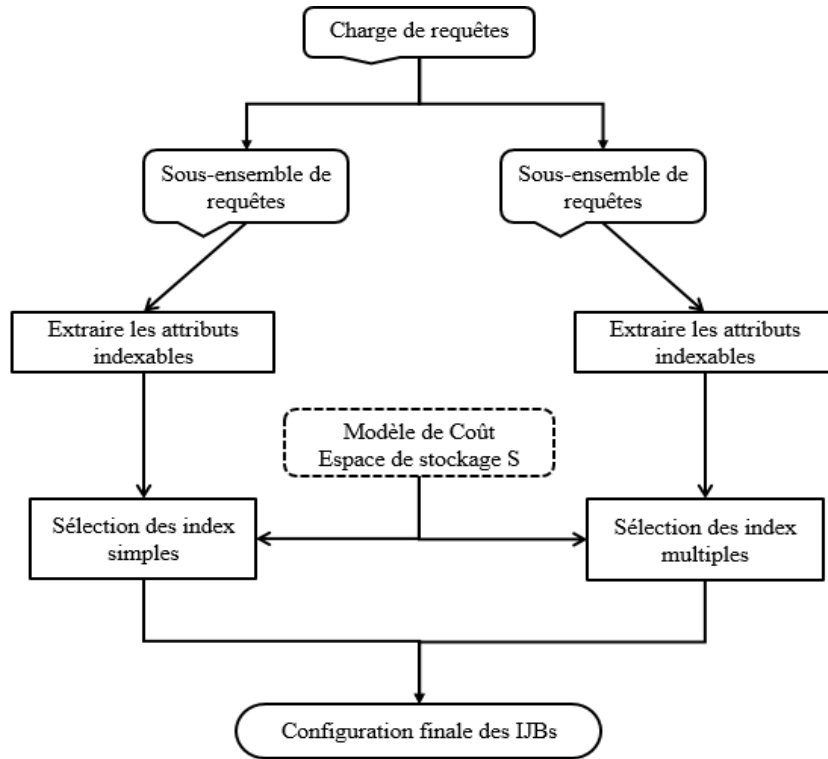 Charge de requêtes
Sous-ensemble de
requêtes
Sous-ensemble de
requêtes
Extraire les attributs
indexables
Extraire les attributs
indexables
Modèle de Coût
Espace de stockage S
Sélection des index
simples
Sélection des index
multiples
Configuration finale des IJBs